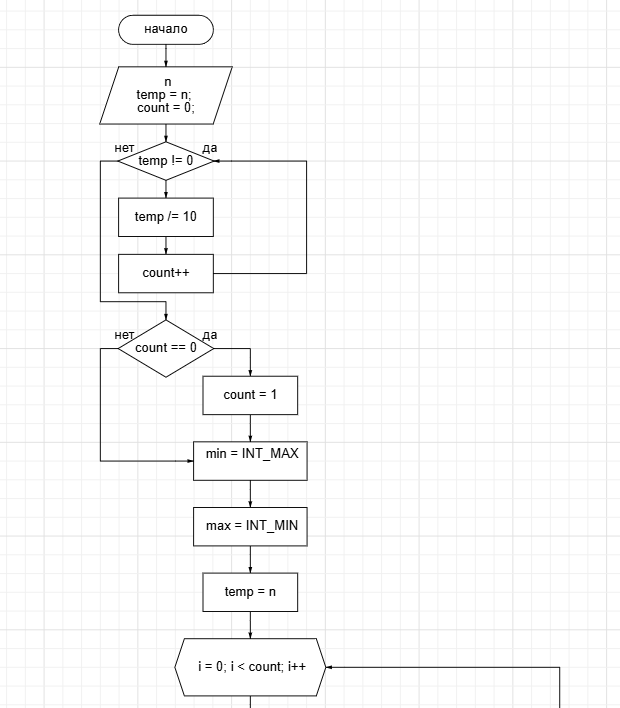 начало
n
temp = n;
count = 0;
нет
да
temp != 0
temp /= 10
count++
нет
да
count == 0
count = 1
min = INT_MAX
max = INT_MIN
temp = n
i = 0; i < count; i++